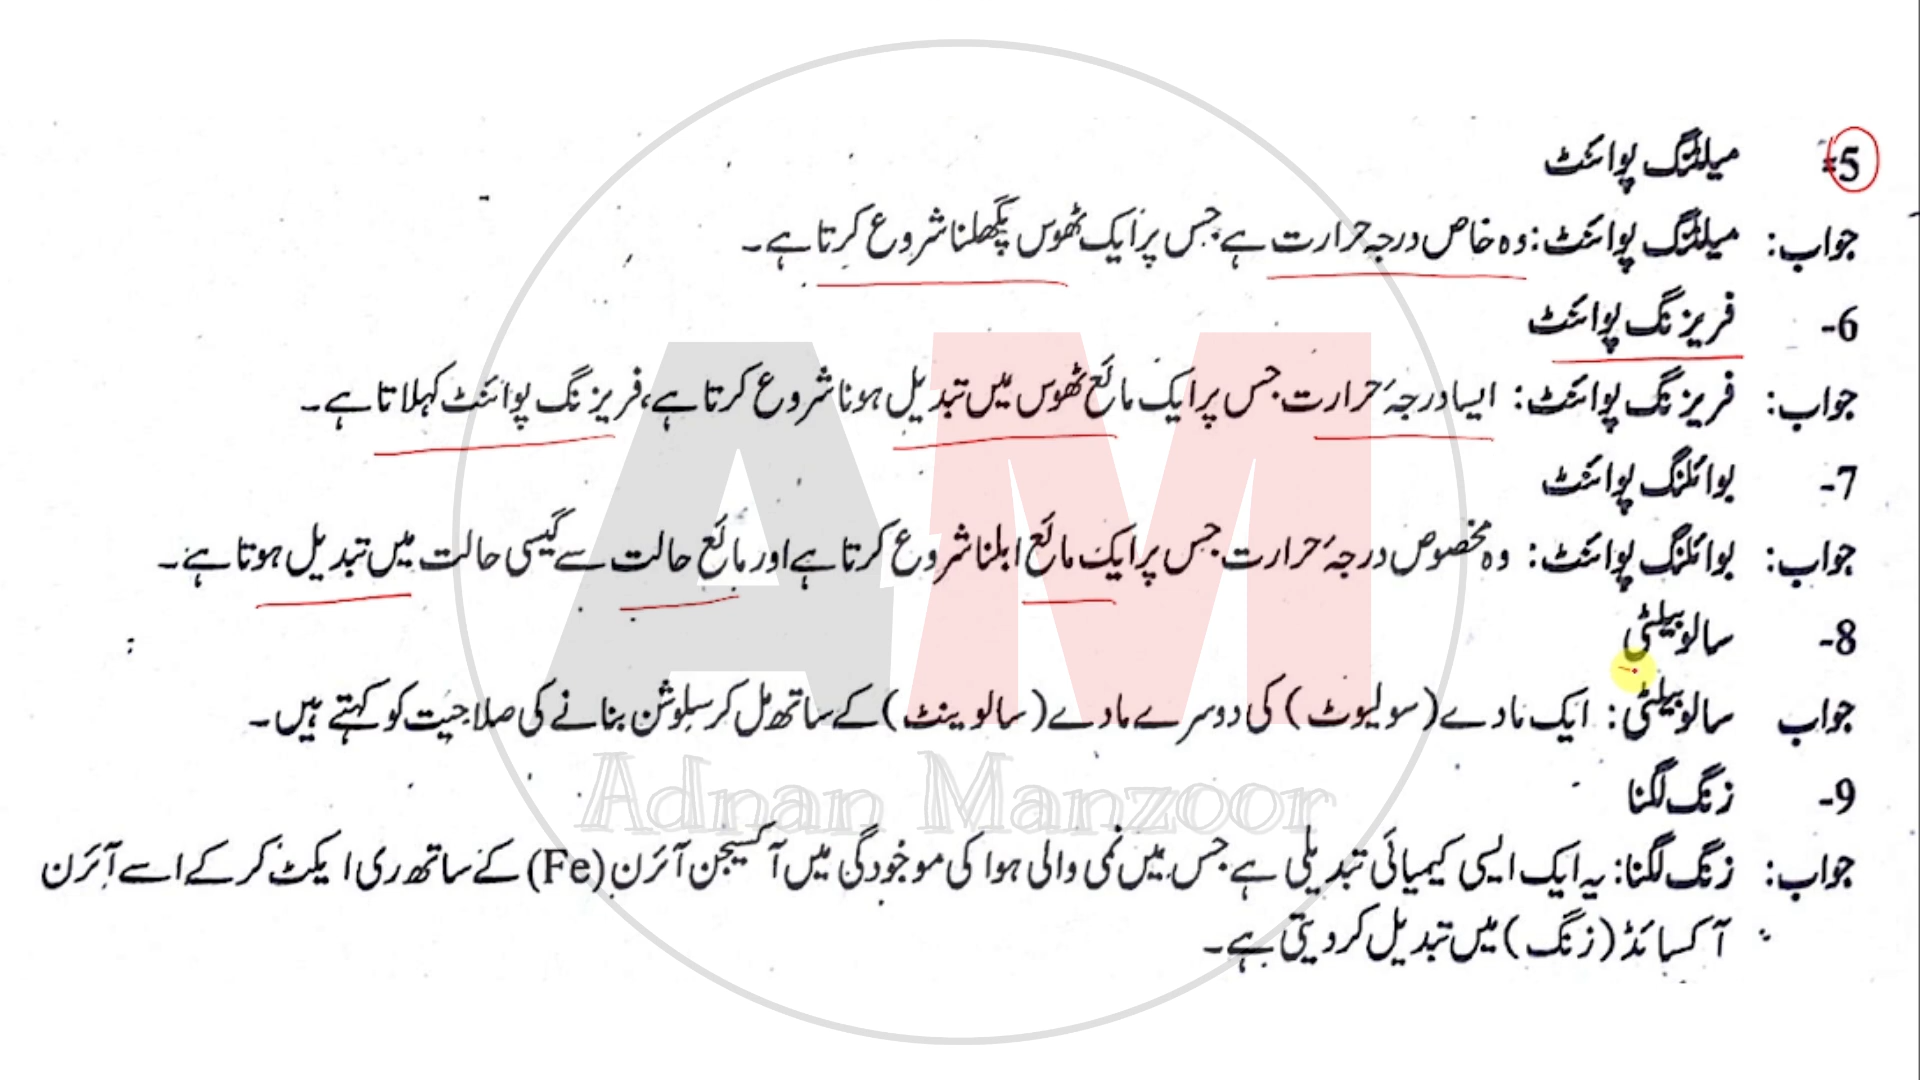 5- میلٹنگ پوائنٹ
جواب: میلٹنگ پوائنٹ: وہ خاص درجہ حرارت ہے جس پر ایک ٹھوس پگھلنا شروع کرتا ہے۔
6- فریزنگ پوائنٹ
جواب: فریزنگ پوائنٹ: ایسا درجۂ حرارت جس پر ایک مائع ٹھوس میں تبدیل ہونا شروع کرتا ہے، فریزنگ پوائنٹ کہلاتا ہے۔
7- بوائلنگ پوائنٹ
جواب: بوائلنگ پوائنٹ: وہ مخصوص درجۂ حرارت جس پر ایک مائع ابلنا شروع کرتا ہے اور مائع حالت سے گیسی حالت میں تبدیل ہوتا ہے۔
8- سالوبیلٹی
جواب سالوبیلٹی: ایک مادے (سولیوٹ) کی دوسرے مادے (سالوینٹ) کے ساتھ مل کر سلوشن بنانے کی صلاحیت کو کہتے ہیں۔
9- زنگ لگنا
جواب: زنگ لگنا: یہ ایک ایسی کیمیائی تبدیلی ہے جس میں نمی والی ہوا کی موجودگی میں آکسیجن آئرن (Fe) کے ساتھ ری ایکٹ کر کے اسے آئرن
آکسائڈ (زنگ) میں تبدیل کر دیتی ہے۔
AM
Adnan Manzoor